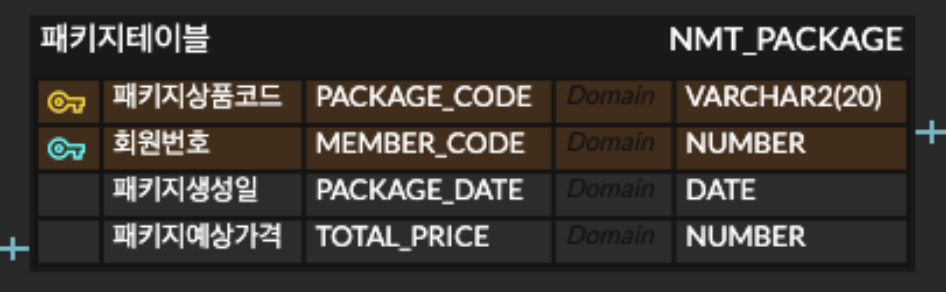 패키지테이블 NMT_PACKAGE
패키지상품코드 PACKAGE_CODE Domain VARCHAR2(20)
회원번호 MEMBER_CODE Domain NUMBER
패키지생성일 PACKAGE_DATE Domain DATE
패키지예상가격 TOTAL_PRICE Domain NUMBER